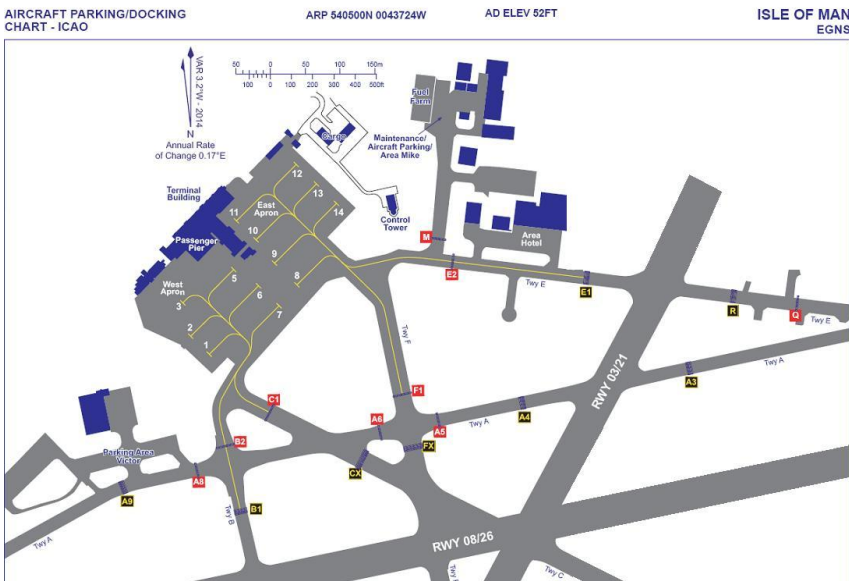 AIRCRAFT PARKING/DOCKING
CHART - ICAO
ARP 540500N 0043724W
AD ELEV 52FT
ISLE OF MAN
EGNS
VAR 3.2°W - 2014
N
Annual Rate
of Change 0.17°E
50 0 50 100 150m
100 0 100 200 300 400 500ft
Fuel
Farm
Cargo
Maintenance/
Aircraft Parking/
Area Mike
Terminal
Building
12
13
East
Apron
14
11
10
Control
Tower
Passenger
Pier
9
M
Area
Hotel
E2
8
West
Apron
5
6
3
7
2
1
Twy E
E1
R
Q
Twy E
Twy F
RWY 03/21
Twy A
A3
F1
C1
A6
A5
Twy A
A4
B2
FX
CX
Parking Area
Victor
A8
A9
B1
Twy B
Twy A
RWY 08/26
Twy C